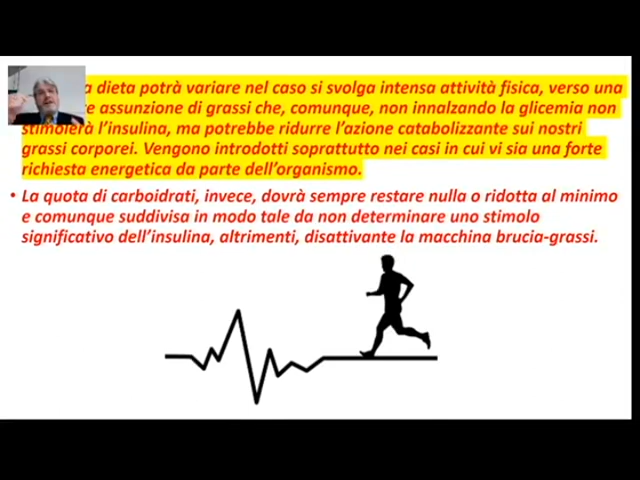 a dieta potrà variare nel caso si svolga intensa attività fisica, verso una
assunzione di grassi che, comunque, non innalzando la glicemia non
stimolerà l'insulina, ma potrebbe ridurre l'azione catabolizzante sui nostri
grassi corporei. Vengono introdotti soprattutto nei casi in cui vi sia una forte
richiesta energetica da parte dell'organismo.
• La quota di carboidrati, invece, dovrà sempre restare nulla o ridotta al minimo
e comunque suddivisa in modo tale da non determinare uno stimolo
significativo dell'insulina, altrimenti, disattivante la macchina brucia-grassi.